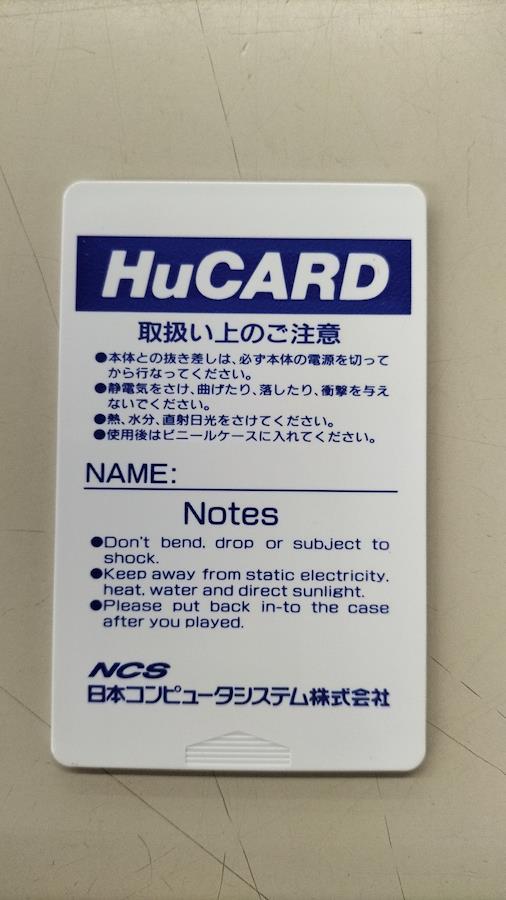 HuCARD
取扱い上のご注意
●本体との抜き差しは、必ず本体の電源を切って
から行なってください。
●静電気をさけ、曲げたり、落したり、衝撃を与え
ないでください。
●熱、水分、直射日光をさけてください。
●使用後はビニールケースに入れてください。
NAME:
Notes
●Don't bend, drop or subject to
shock.
●Keep away from static electricity,
heat, water and direct sunlight.
●Please put back in-to the case
after you played.
NCS
日本コンピュータシステム株式会社